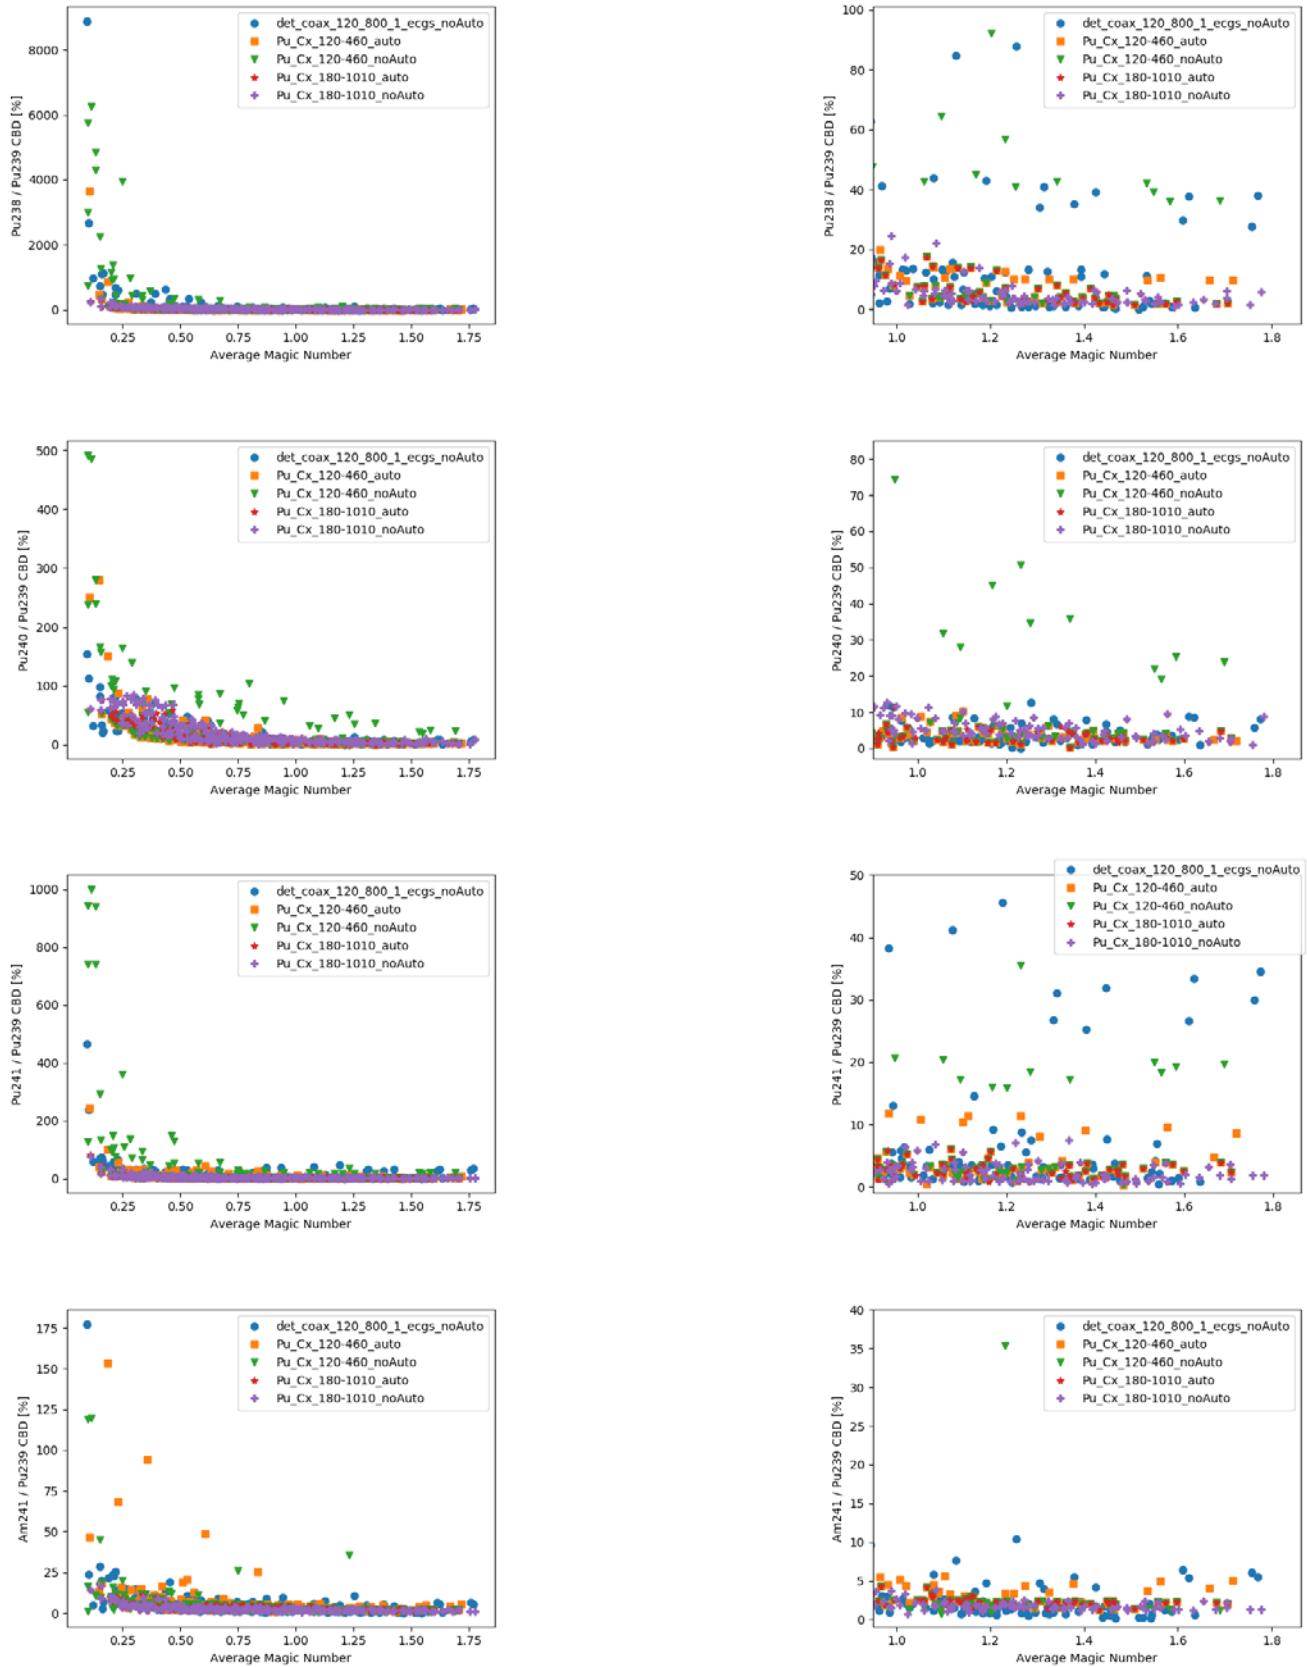 det_coax_120_800_1_ecgs_noAuto
Pu_Cx_120-460_auto
Pu_Cx_120-460_noAuto
Pu_Cx_180-1010_auto
Pu_Cx_180-1010_noAuto
8000
6000
4000
2000
0
Pu238 / Pu239 CBD [%]
0.25 0.50 0.75 1.00 1.25 1.50 1.75
Average Magic Number
det_coax_120_800_1_ecgs_noAuto
Pu_Cx_120-460_auto
Pu_Cx_120-460_noAuto
Pu_Cx_180-1010_auto
Pu_Cx_180-1010_noAuto
100
80
60
40
20
0
Pu238 / Pu239 CBD [%]
1.0 1.2 1.4 1.6 1.8
Average Magic Number
det_coax_120_800_1_ecgs_noAuto
Pu_Cx_120-460_auto
Pu_Cx_120-460_noAuto
Pu_Cx_180-1010_auto
Pu_Cx_180-1010_noAuto
500
400
300
200
100
0
Pu240 / Pu239 CBD [%]
0.25 0.50 0.75 1.00 1.25 1.50 1.75
Average Magic Number
det_coax_120_800_1_ecgs_noAuto
Pu_Cx_120-460_auto
Pu_Cx_120-460_noAuto
Pu_Cx_180-1010_auto
Pu_Cx_180-1010_noAuto
80
70
60
50
40
30
20
10
0
Pu240 / Pu239 CBD [%]
1.0 1.2 1.4 1.6 1.8
Average Magic Number
det_coax_120_800_1_ecgs_noAuto
Pu_Cx_120-460_auto
Pu_Cx_120-460_noAuto
Pu_Cx_180-1010_auto
Pu_Cx_180-1010_noAuto
1000
800
600
400
200
0
Pu241 / Pu239 CBD [%]
0.25 0.50 0.75 1.00 1.25 1.50 1.75
Average Magic Number
det_coax_120_800_1_ecgs_noAuto
Pu_Cx_120-460_auto
Pu_Cx_120-460_noAuto
Pu_Cx_180-1010_auto
Pu_Cx_180-1010_noAuto
50
40
30
20
10
0
Pu241 / Pu239 CBD [%]
1.0 1.2 1.4 1.6 1.8
Average Magic Number
det_coax_120_800_1_ecgs_noAuto
Pu_Cx_120-460_auto
Pu_Cx_120-460_noAuto
Pu_Cx_180-1010_auto
Pu_Cx_180-1010_noAuto
175
150
125
100
75
50
25
0
Am241 / Pu239 CBD [%]
0.25 0.50 0.75 1.00 1.25 1.50 1.75
Average Magic Number
det_coax_120_800_1_ecgs_noAuto
Pu_Cx_120-460_auto
Pu_Cx_120-460_noAuto
Pu_Cx_180-1010_auto
Pu_Cx_180-1010_noAuto
40
35
30
25
20
15
10
5
0
Am241 / Pu239 CBD [%]
1.0 1.2 1.4 1.6 1.8
Average Magic Number